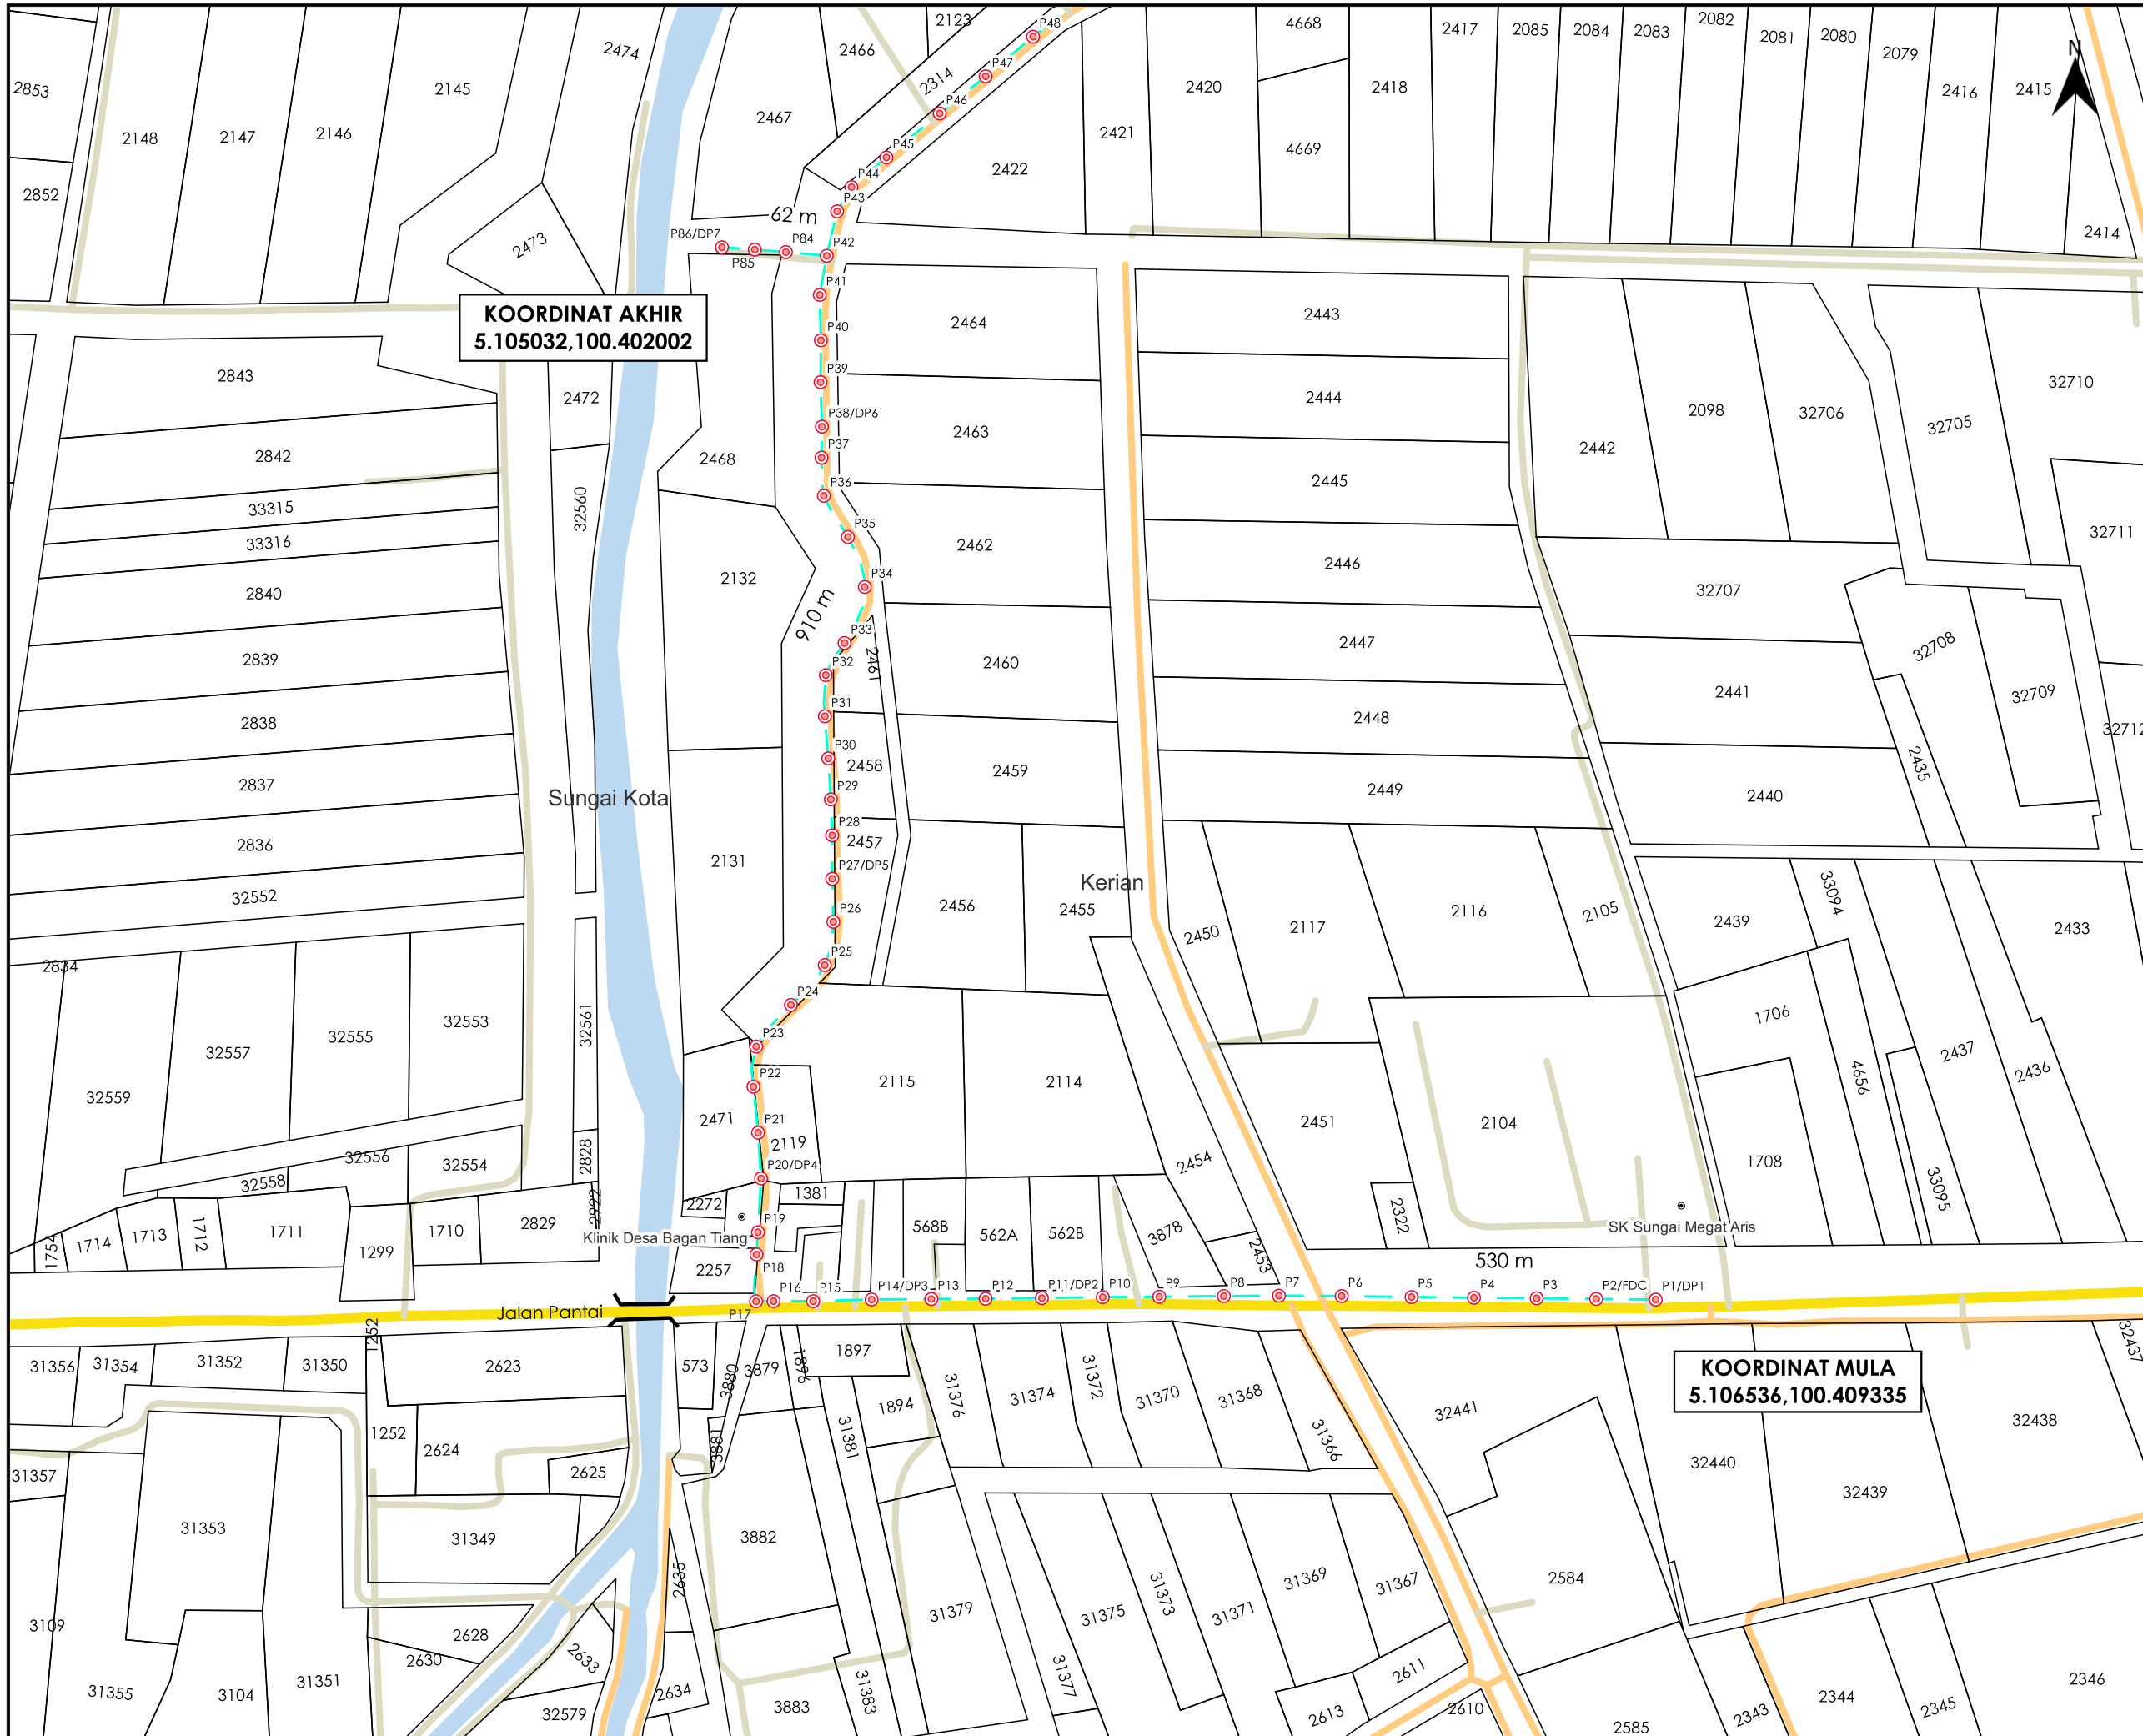 2853
2852
2148
2147
2146
2145
2474
2473
2466
2467
2123
2314
P48
P47
P46
P45
P44
P43
P42
62 m
P86/DP7
P85
P84
2422
2421
2420
4668
4669
2418
2417
2085
2084
2083
2082
2081
2080
2079
2416
2415
2414
N
KOORDINAT AKHIR
5.105032,100.402002
P41
P40
P39
P38/DP6
P37
P36
P35
P34
P33
P32
P31
P30
P29
P28
P27/DP5
P26
P25
P24
P23
P22
P21
P20/DP4
P19
P18
P17
910 m
2843
2842
33315
33316
2840
2839
2838
2837
2836
32552
2834
2472
32560
2468
2132
2131
Sungai Kota
2464
2463
2462
2461
2460
2459
2458
2457
2456
2455
Kerian
2443
2444
2445
2446
2447
2448
2449
2442
2098
32706
32705
32710
32711
32707
32708
32709
32712
2441
2440
2435
2450
2117
2116
2105
2439
33094
2433
32559
32557
32555
32553
32561
32558
32556
32554
2828
2922
1754
1714
1713
1712
1711
1299
1710
2829
2471
2119
2115
2114
2454
2451
2104
1706
1708
4656
2437
2436
33095
2322
2272
1381
568B
562A
562B
3878
2453
2257
Klinik Desa Bagan Tiang
SK Sungai Megat Aris
530 m
P16
P15
P14/DP3
P13
P12
P11/DP2
P10
P9
P8
P7
P6
P5
P4
P3
P2/FDC
P1/DP1
Jalan Pantai
KOORDINAT MULA
5.106536,100.409335
31356
31354
31352
31350
1252
2623
573
3880
3879
1896
1897
1894
31376
31374
31372
31370
31368
31366
32441
32440
32439
32438
32437
1252
2624
2625
3881
31381
31357
31353
31349
3882
3109
31355
3104
31351
2628
2630
2633
32579
2635
2634
3883
31383
31379
31377
31375
31373
31371
31369
31367
2613
2611
2610
2584
2585
2343
2344
2345
2346